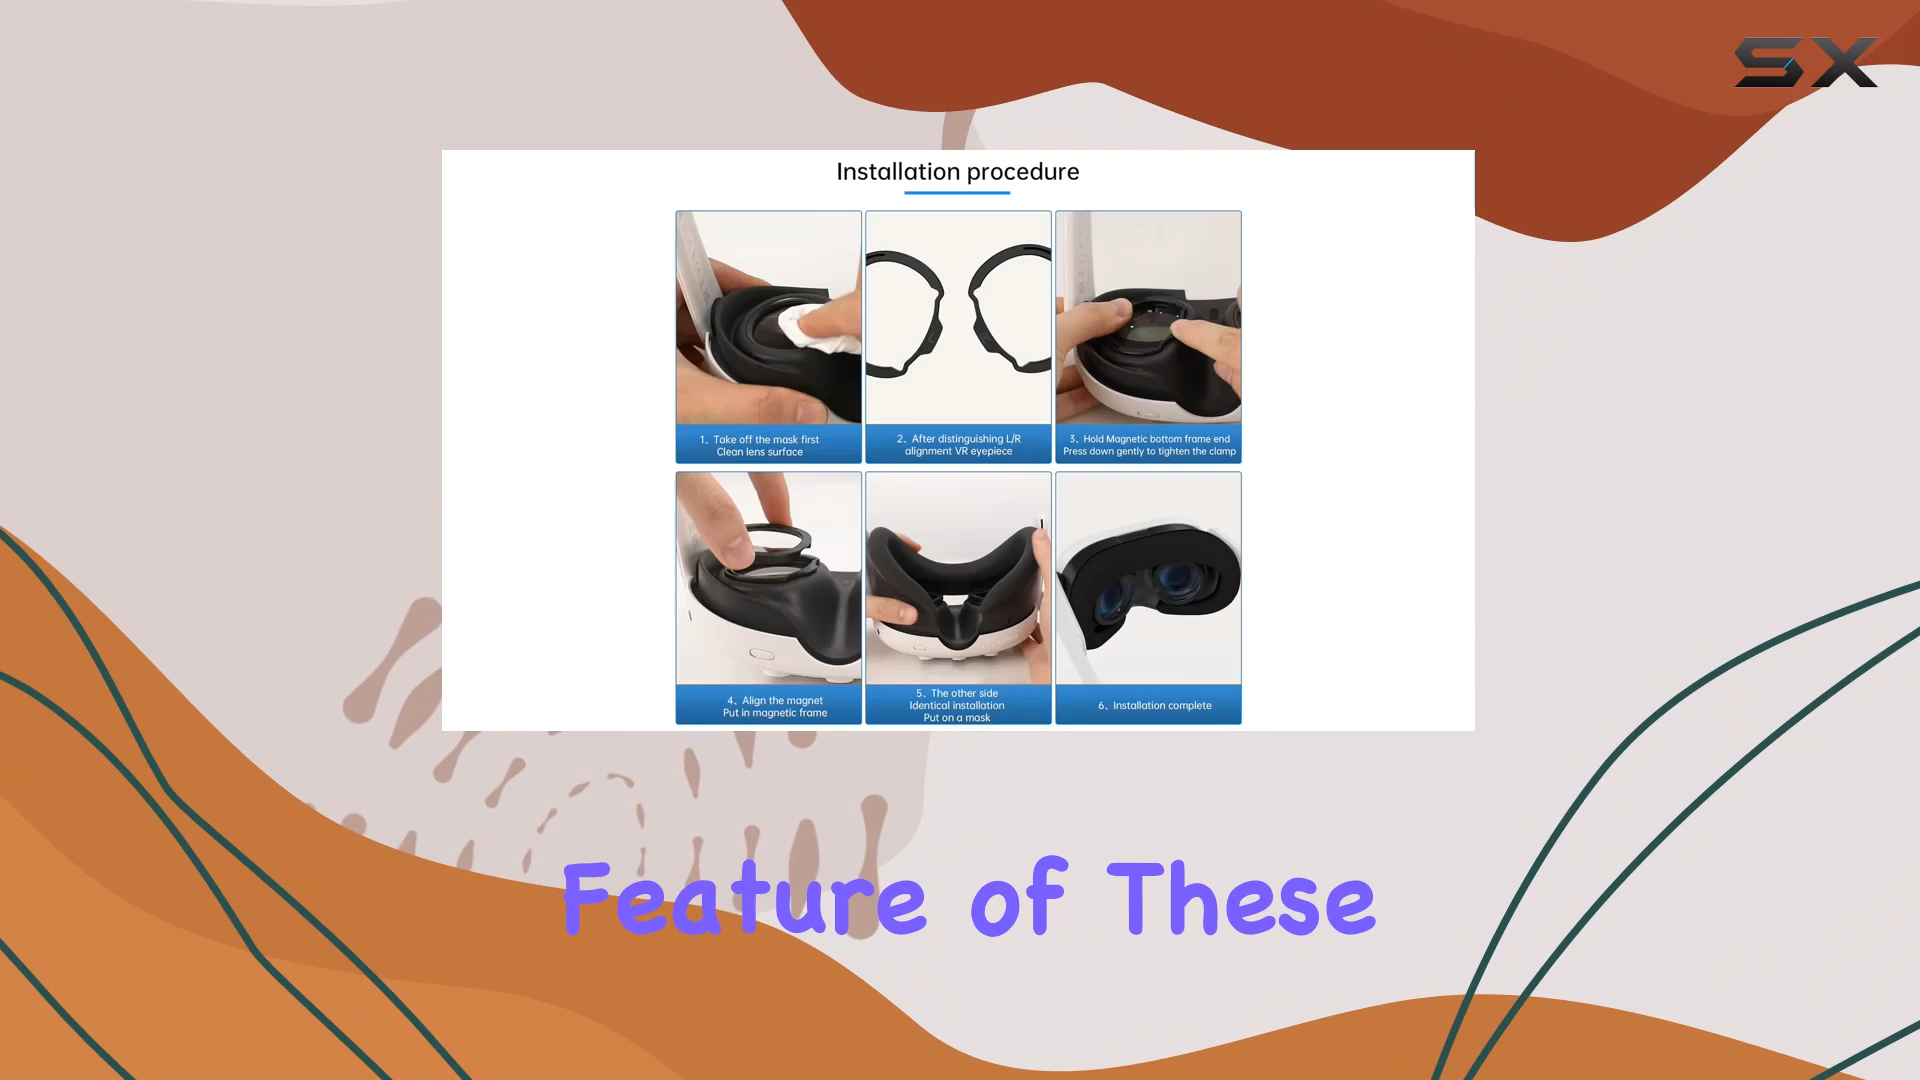 SX
Installation procedure
1、Take off the mask first
Clean lens surface
2、After distinguishing L/R
alignment VR eyepiece
3、Hold Magnetic bottom frame end
Press down gently to tighten the clamp
4、Align the magnet
Put in magnetic frame
5、The other side
Identical installation
Put on a mask
6、Installation complete
Feature of These